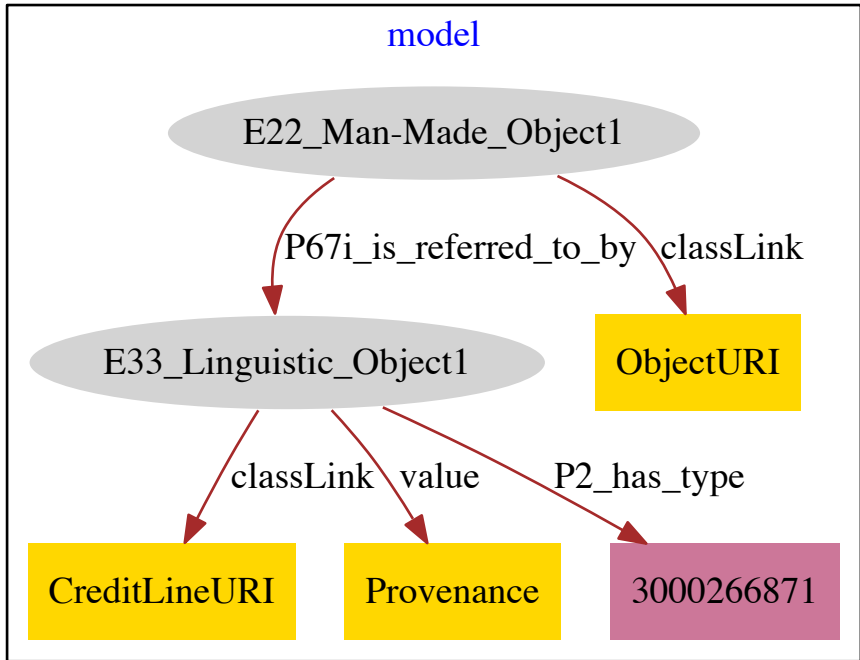 model
E22_Man-Made_Object1
P67i_is_referred_to_by classLink
E33_Linguistic_Object1 ObjectURI
classLink value P2_has_type
CreditLineURI Provenance 3000266871